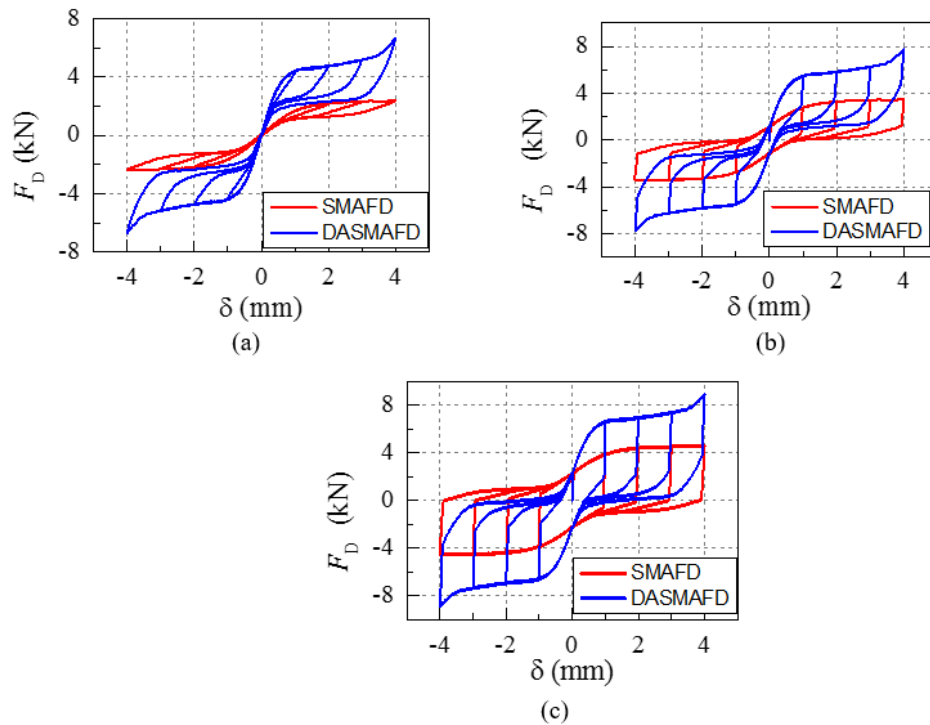 8
4
0
-4
-8
F_D (kN)
SMAFD
DASMAFD
-4 -2 0 2 4
δ (mm)
(a)
8
4
0
-4
-8
F_D (kN)
SMAFD
DASMAFD
-4 -2 0 2 4
δ (mm)
(b)
8
4
0
-4
-8
F_D (kN)
SMAFD
DASMAFD
-4 -2 0 2 4
δ (mm)
(c)